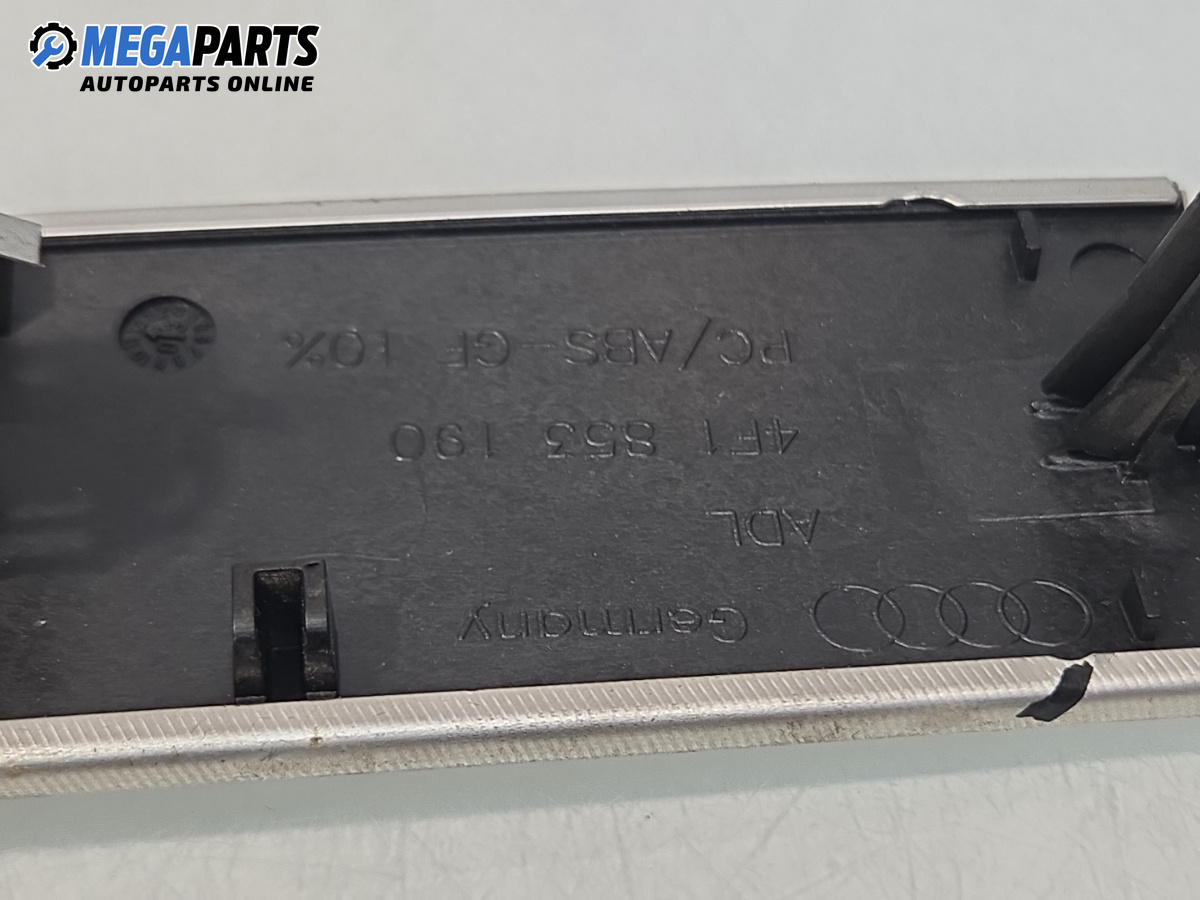 MEGAPARTS
AUTOPARTS ONLINE
Germany
ADL
4F1 853 190
PC/ABS-GF 10%